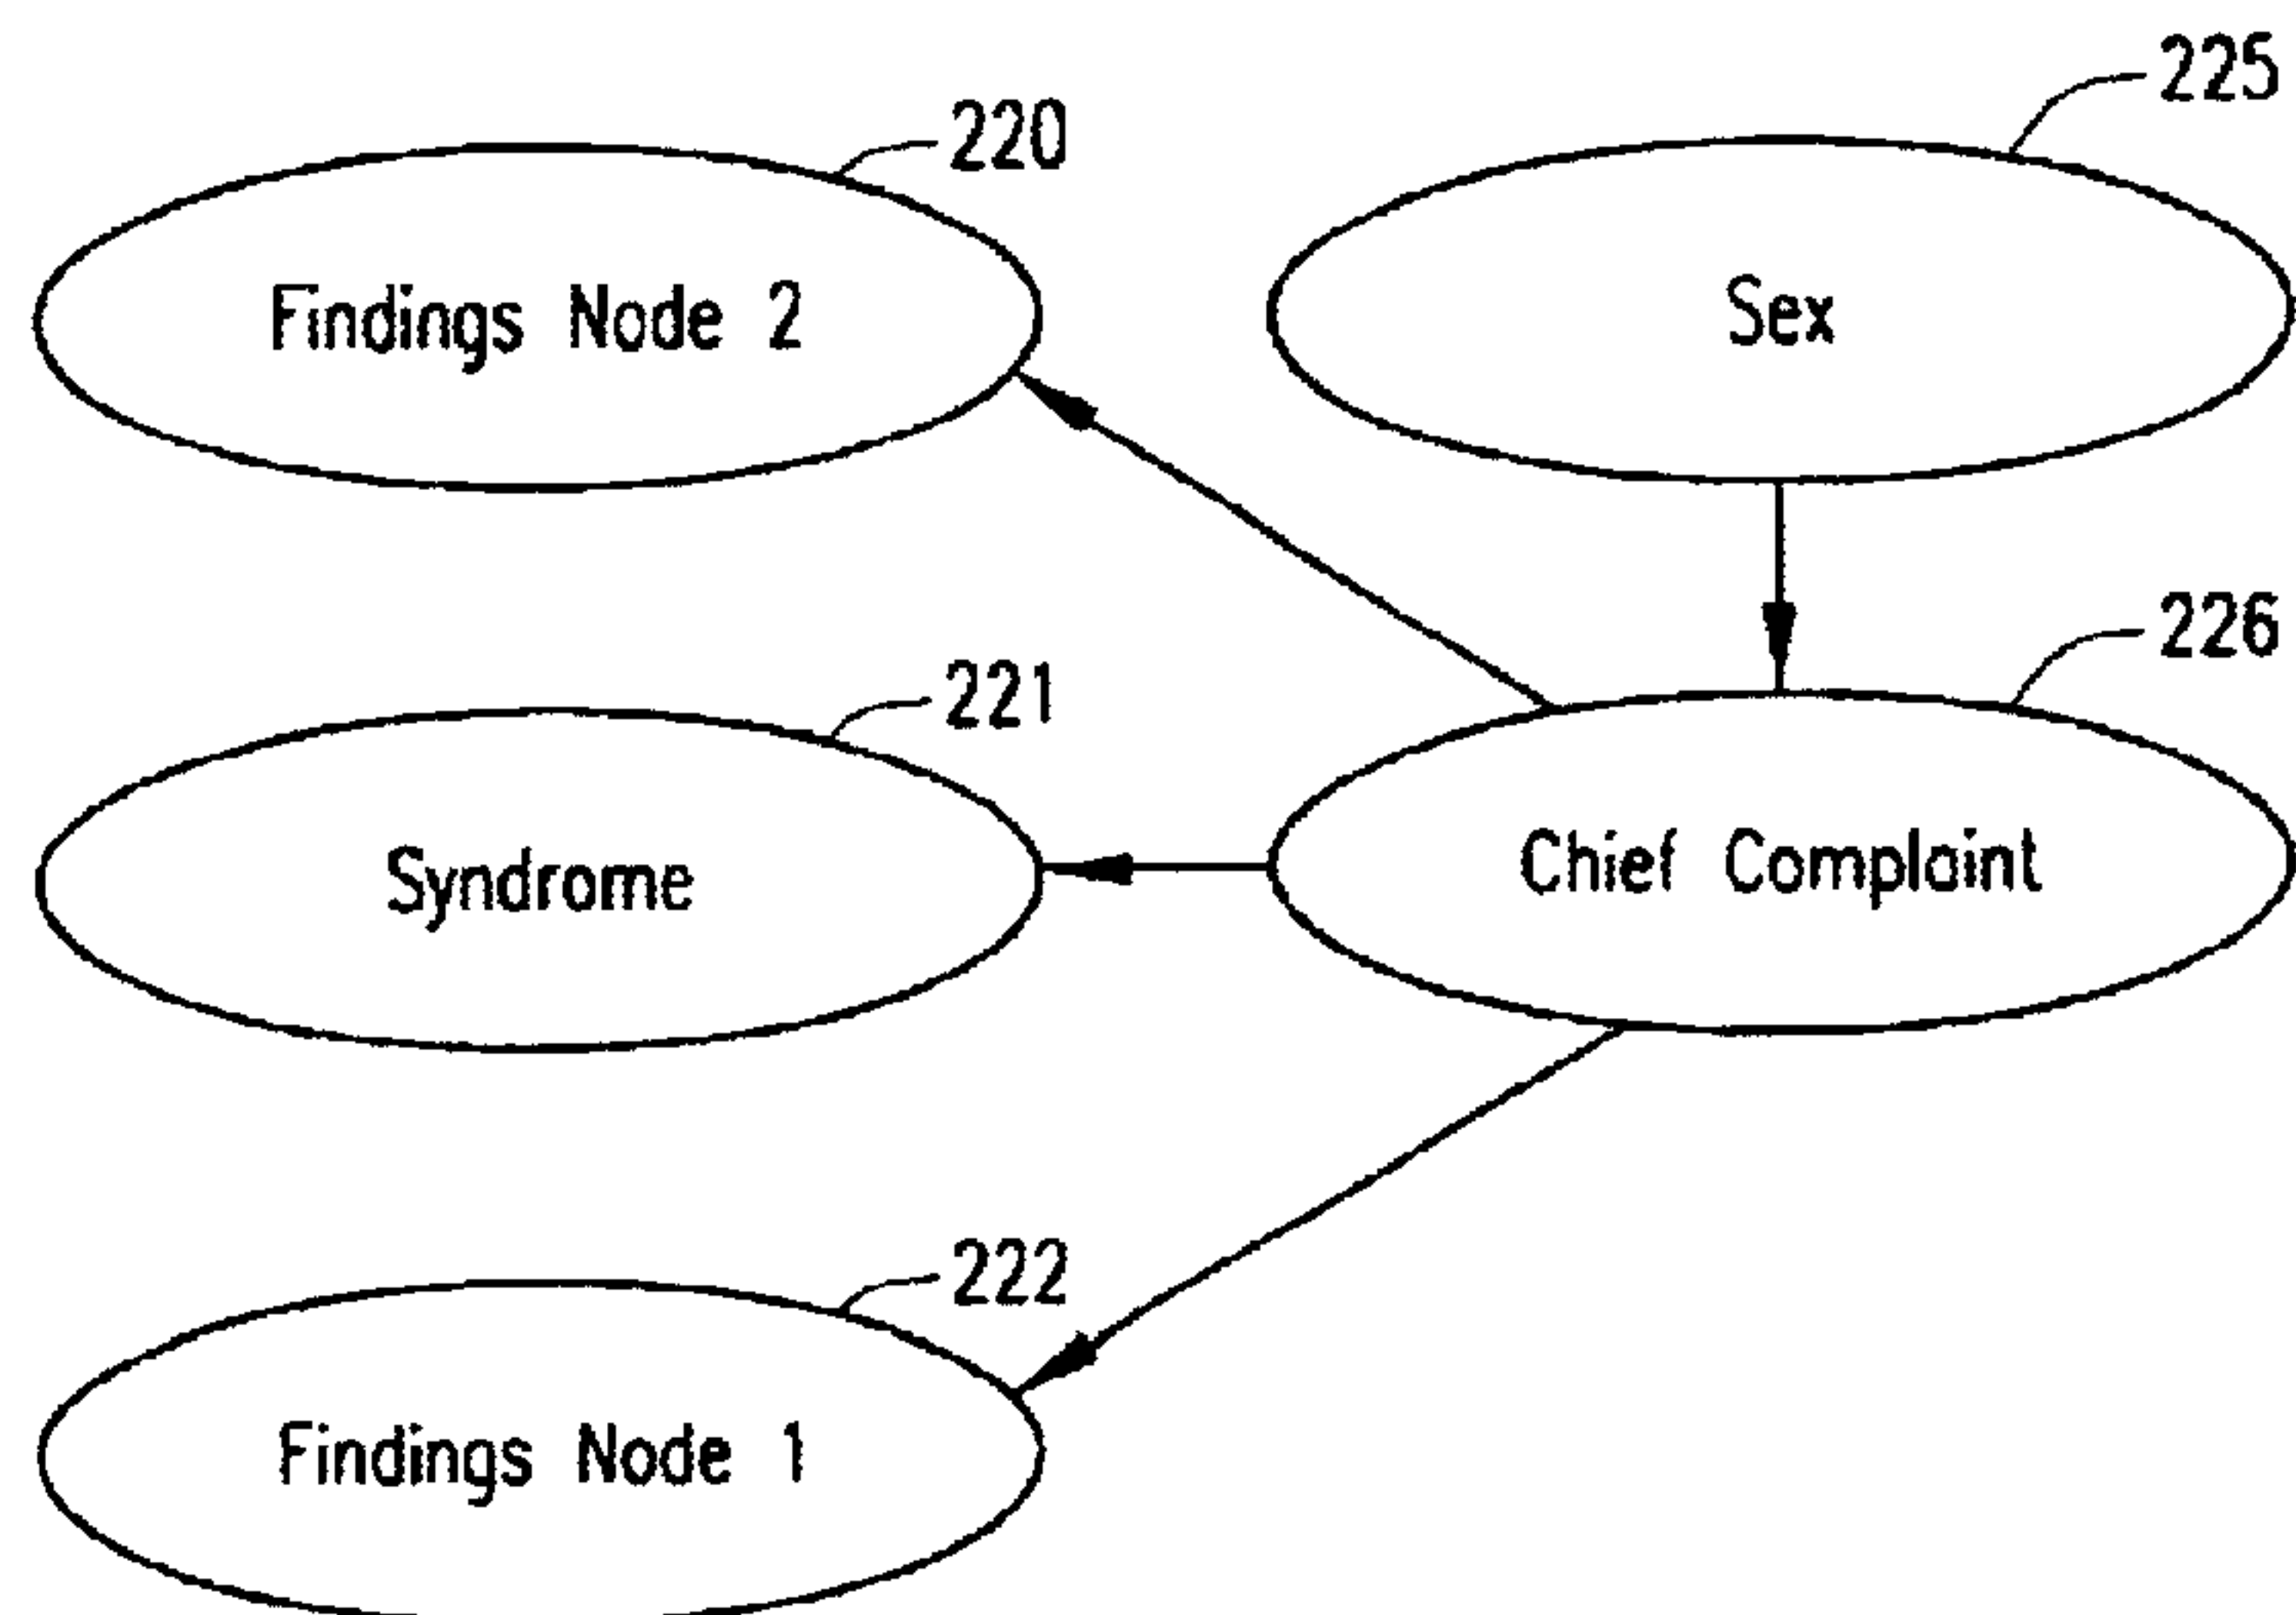 225
220
Findings Node 2
Sex
226
221
Syndrome
Chief Complaint
222
Findings Node 1